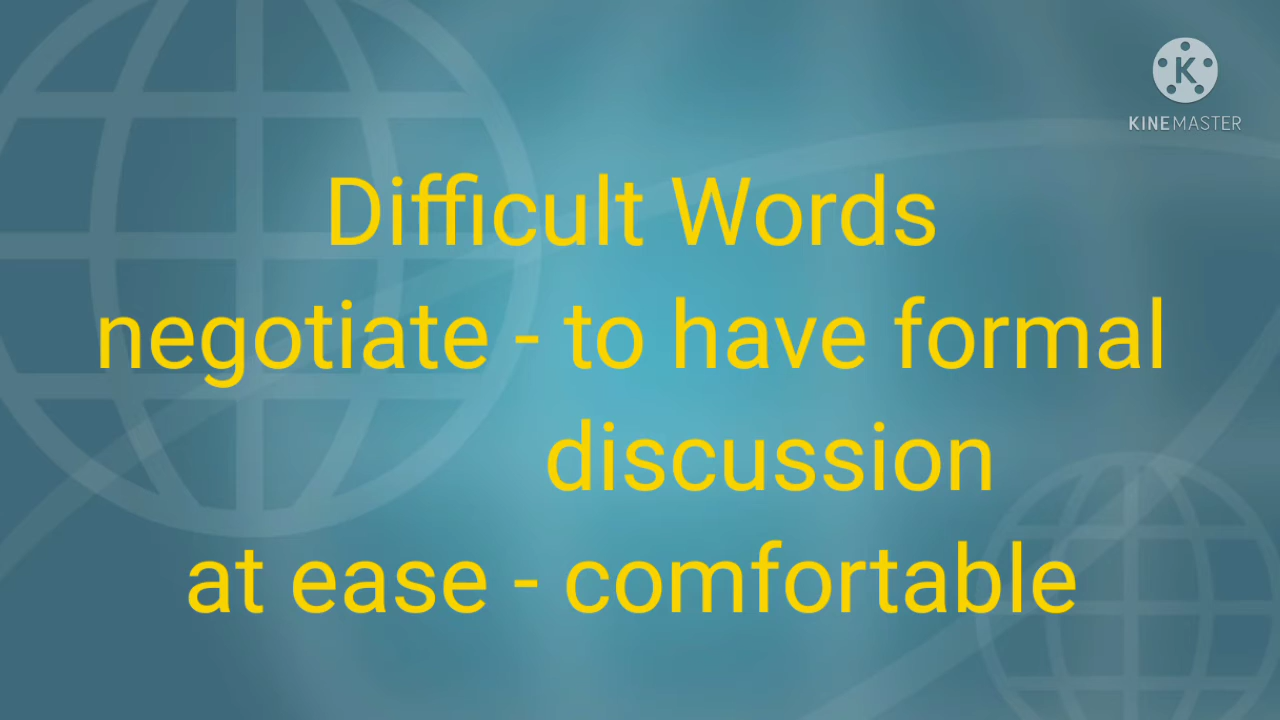 K
KINEMASTER
Difficult Words
negotiate - to have formal
discussion
at ease - comfortable